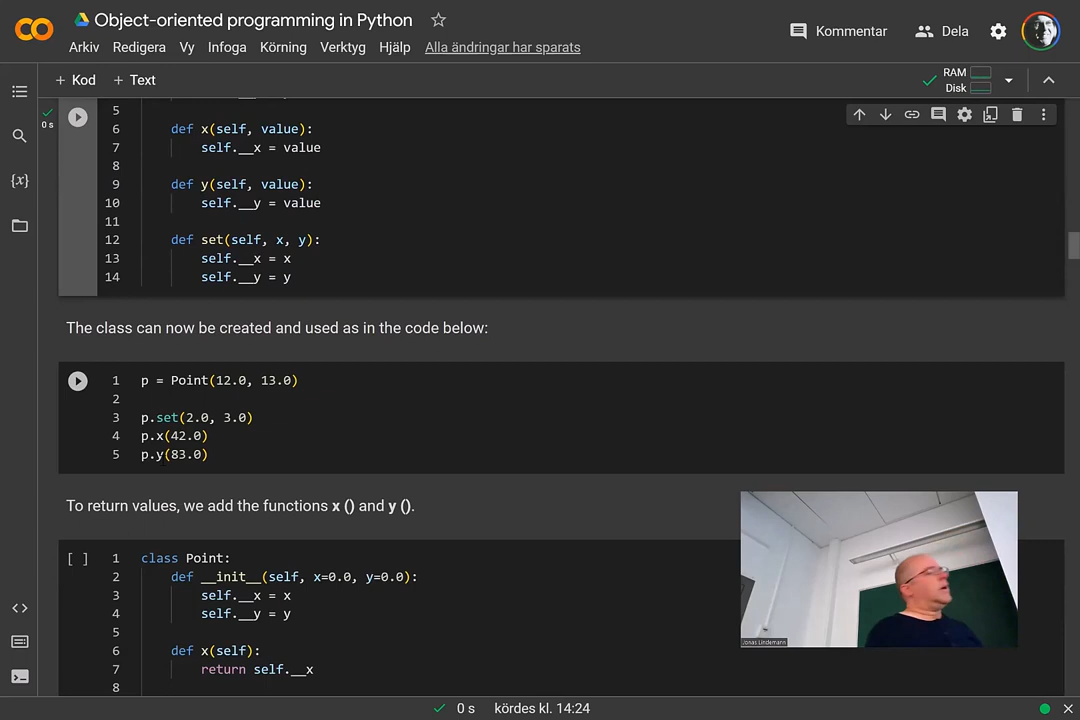 Object-oriented programming in Python
Arkiv Redigera Vy Infoga Körning Verktyg Hjälp Alla ändringar har sparats
Kommentar
Dela
+ Kod + Text
RAM
Disk
0 s
5
6 def x(self, value):
7 self.__x = value
8
9 def y(self, value):
10 self.__y = value
11
12 def set(self, x, y):
13 self.__x = x
14 self.__y = y
The class can now be created and used as in the code below:
1 p = Point(12.0, 13.0)
2
3 p.set(2.0, 3.0)
4 p.x(42.0)
5 p.y(83.0)
To return values, we add the functions x () and y ().
[ ] 1 class Point:
2 def __init__(self, x=0.0, y=0.0):
3 self.__x = x
4 self.__y = y
5
6 def x(self):
7 return self.__x
8
Jonas Lindemann
0 s kördes kl. 14:24